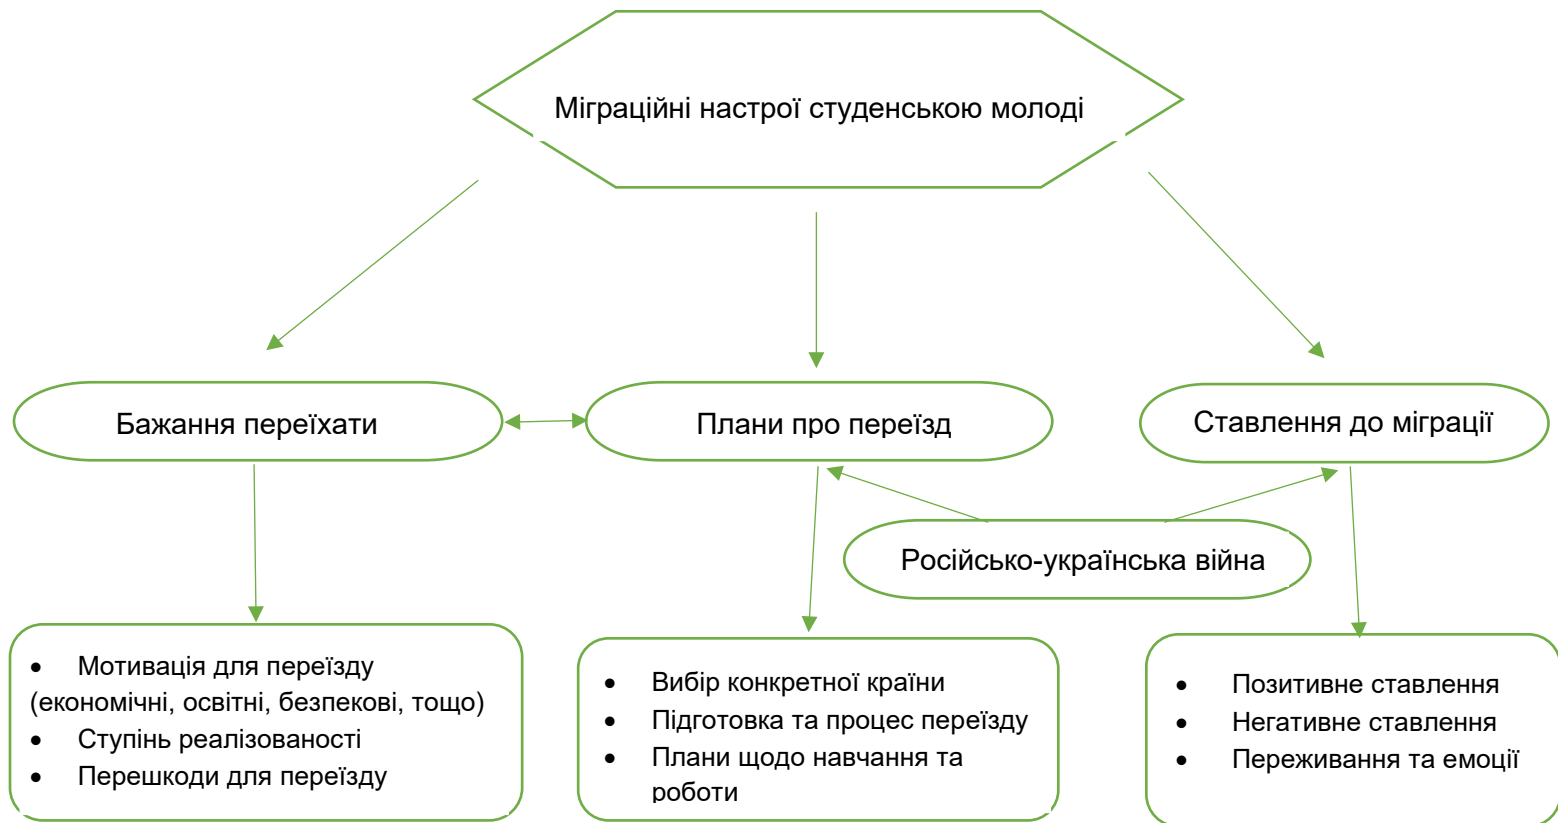 Міграційні настрої студенською молоді
Бажання переїхати
Плани про переїзд
Ставлення до міграції
Російсько-українська війна
• Мотивація для переїзду
(економічні, освітні, безпекові, тощо)
• Ступінь реалізованості
• Перешкоди для переїзду
• Вибір конкретної країни
• Підготовка та процес переїзду
• Плани щодо навчання та
роботи
• Позитивне ставлення
• Негативне ставлення
• Переживання та емоції